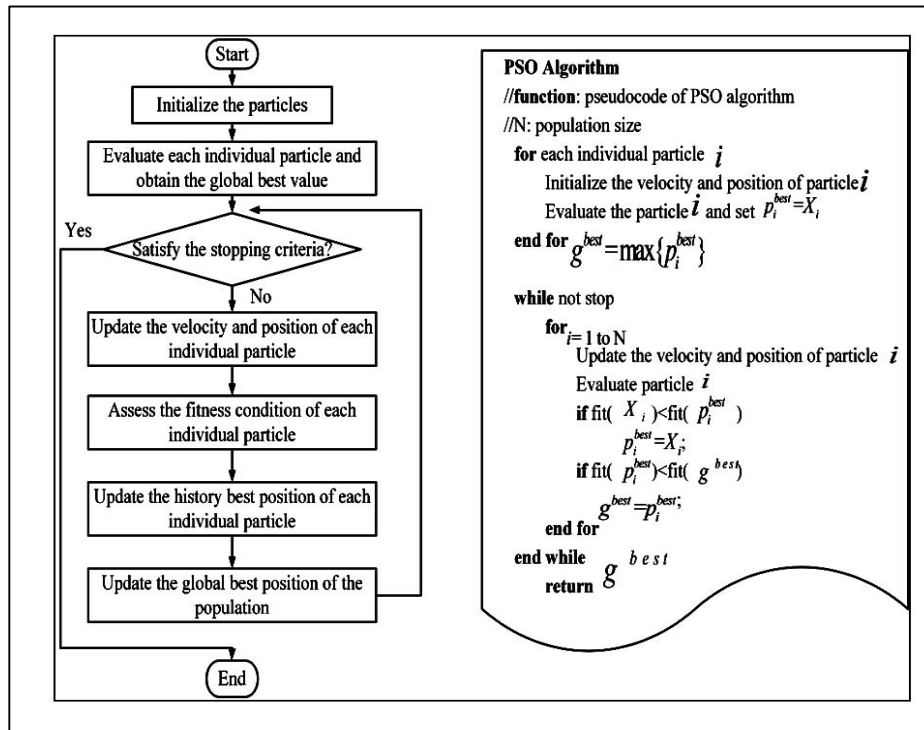 Start
Initialize the particles
Evaluate each individual particle and
obtain the global best value
Yes
Satisfy the stopping criteria?
No
Update the velocity and position of each
individual particle
Assess the fitness condition of each
individual particle
Update the history best position of each
individual particle
Update the global best position of the
population
End
PSO Algorithm
//function: pseudocode of PSO algorithm
//N: population size
for each individual particle i
Initialize the velocity and position of particle i
Evaluate the particle i and set p_i^best=X_i
end for g^best=max{p_i^best}
while not stop
for i= 1 to N
Update the velocity and position of particle i
Evaluate particle i
if fit( X_i )<fit( p_i^best )
p_i^best=X_i;
if fit( p_i^best)<fit( g^best)
g^best=p_i^best;
end for
end while
return g^best